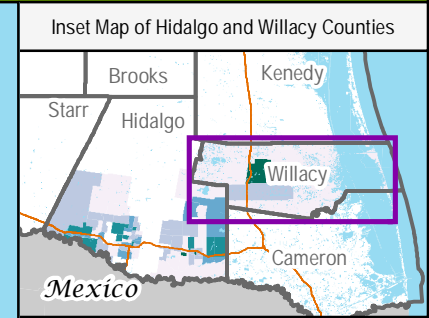 Inset Map of Hidalgo and Willacy Counties
Brooks
Kenedy
Starr
Hidalgo
Willacy
Cameron
Mexico